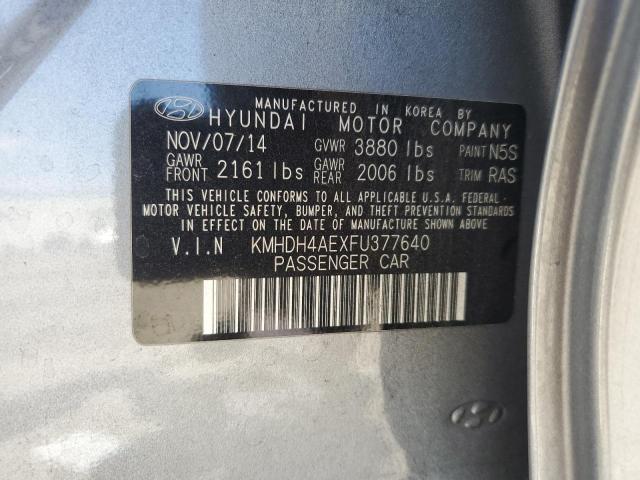 MANUFACTURED IN KOREA BY
HYUNDAI MOTOR COMPANY
NOV/07/14 GVWR 3880 lbs PAINT N5S
GAWR FRONT 2161 lbs GAWR REAR 2006 lbs TRIM RAS
THIS VEHICLE CONFORMS TO ALL APPLICABLE U.S.A. FEDERAL-
MOTOR VEHICLE SAFETY, BUMPER, AND THEFT PREVENTION STANDARDS
IN EFFECT ON THE DATE OF MANUFACTURE SHOWN ABOVE
V.I.N KMHDH4AEXFU377640
PASSENGER CAR